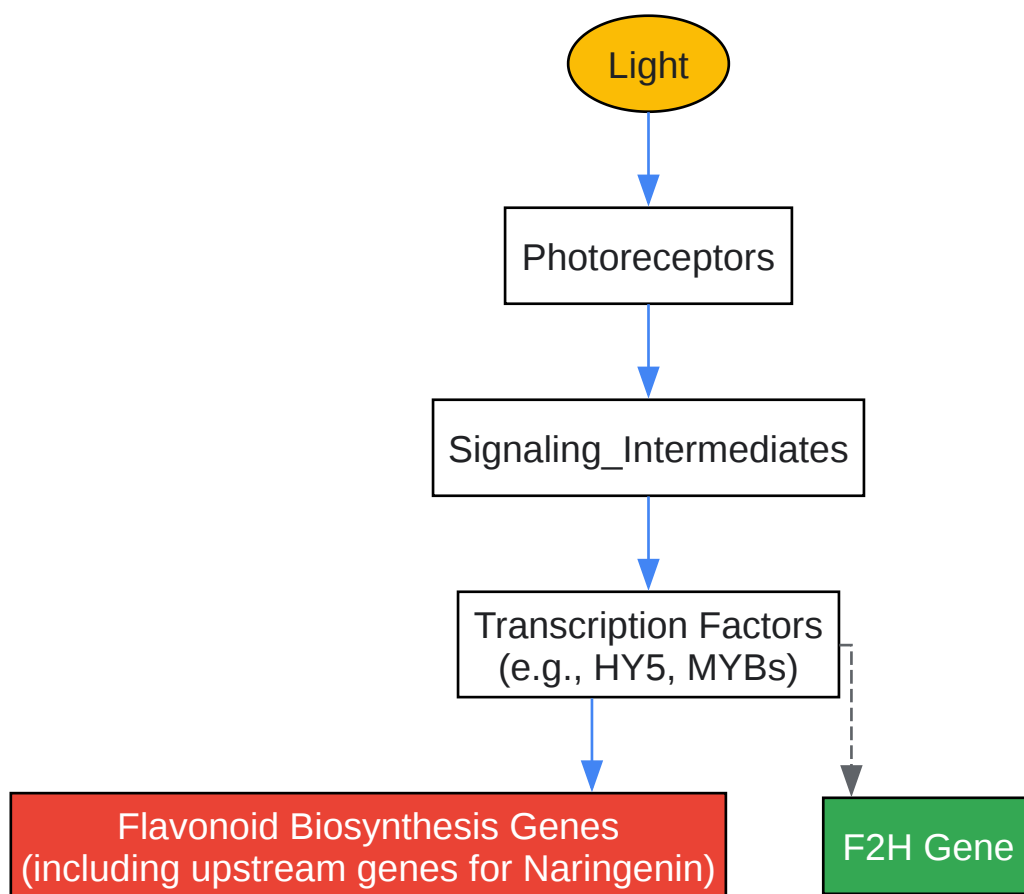 Light
Photoreceptors
Signaling_Intermediates
Transcription Factors
(e.g., HY5, MYBs)
Flavonoid Biosynthesis Genes
(including upstream genes for Naringenin)
F2H Gene